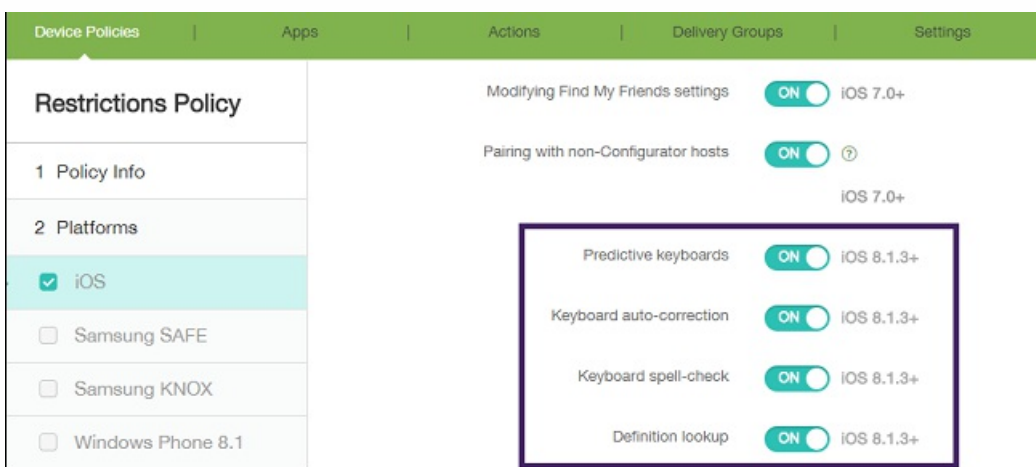 Device Policies | Apps | Actions | Delivery Groups | Settings
Restrictions Policy
1 Policy Info
2 Platforms
iOS
Samsung SAFE
Samsung KNOX
Windows Phone 8.1
Modifying Find My Friends settings ON iOS 7.0+
Pairing with non-Configurator hosts ON ?
iOS 7.0+
Predictive keyboards ON iOS 8.1.3+
Keyboard auto-correction ON iOS 8.1.3+
Keyboard spell-check ON iOS 8.1.3+
Definition lookup ON iOS 8.1.3+